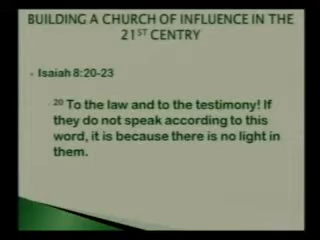 BUILDING A CHURCH OF INFLUENCE IN THE
21ST CENTRY
Isaiah 8:20-23
20 To the law and to the testimony! If
they do not speak according to this
word, it is because there is no light in
them.